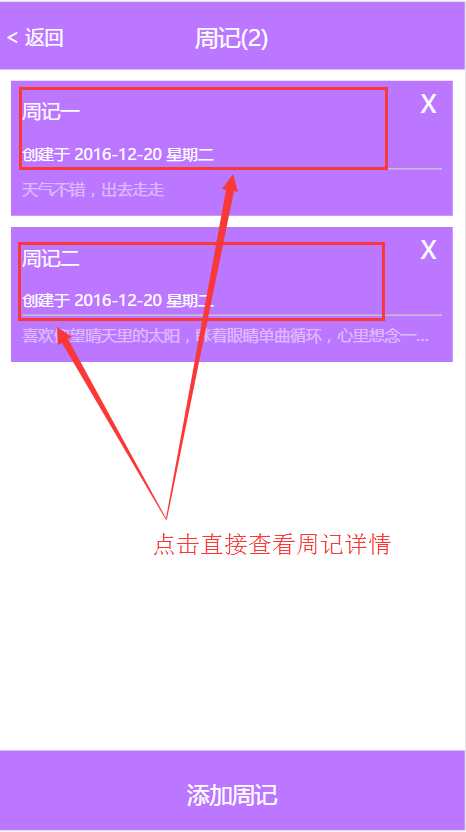 < 返回 周记(2)
周记一 X
创建于 2016-12-20 星期二
天气不错，出去走走
周记二 X
创建于 2016-12-20 星期二
喜欢仰望晴天里的太阳，眯着眼睛单曲循环，心里想念一...
点击直接查看周记详情
添加周记